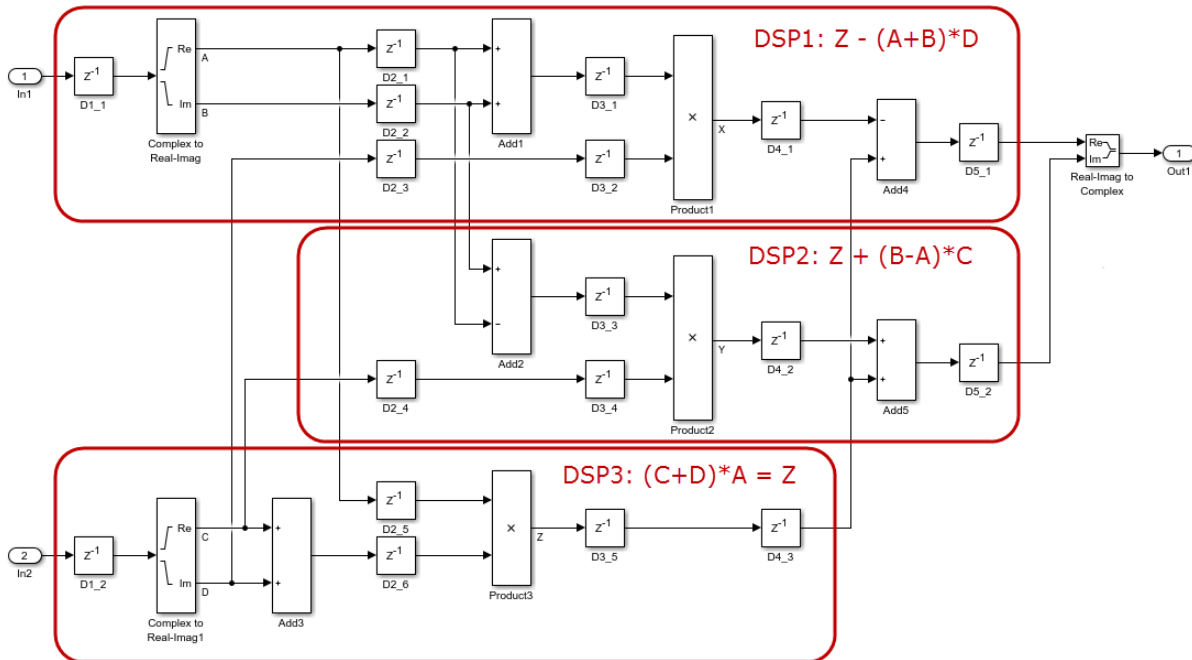 DSP1: Z - (A+B)*D
1
In1
z-1
D1_1
Re
Im
A
B
Complex to
Real-Imag
z-1
D2_1
z-1
D2_2
z-1
D2_3
+
+
Add1
z-1
D3_1
z-1
D3_2
×
X
Product1
z-1
D4_1
−
+
Add4
z-1
D5_1
Re
Im
Real-Imag to
Complex
1
Out1
DSP2: Z + (B-A)*C
+
−
Add2
z-1
D3_3
z-1
D2_4
z-1
D3_4
×
Y
Product2
z-1
D4_2
+
+
Add5
z-1
D5_2
DSP3: (C+D)*A = Z
2
In2
z-1
D1_2
Re
Im
C
D
Complex to
Real-Imag1
+
+
Add3
z-1
D2_5
z-1
D2_6
×
Z
Product3
z-1
D3_5
z-1
D4_3